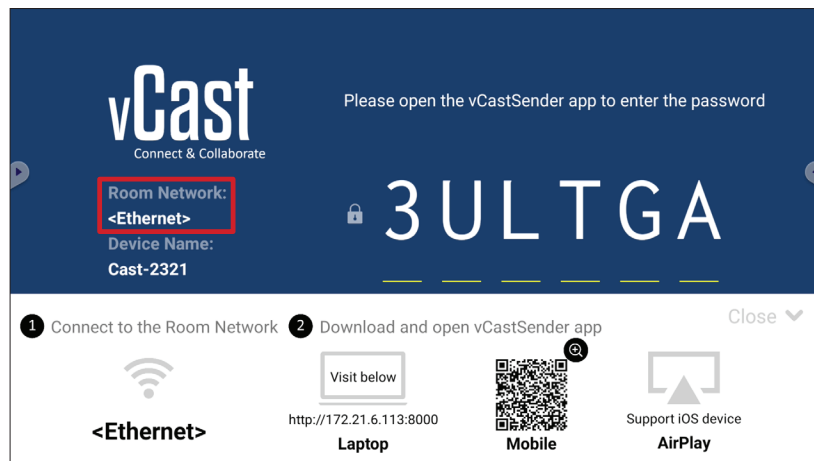 vCast
Connect & Collaborate
Please open the vCastSender app to enter the password
Room Network:
<Ethernet>
Device Name:
Cast-2321
3ULTGA
1 Connect to the Room Network
2 Download and open vCastSender app
Close
<Ethernet>
Visit below
http://172.21.6.113:8000
Laptop
Mobile
Support iOS device
AirPlay